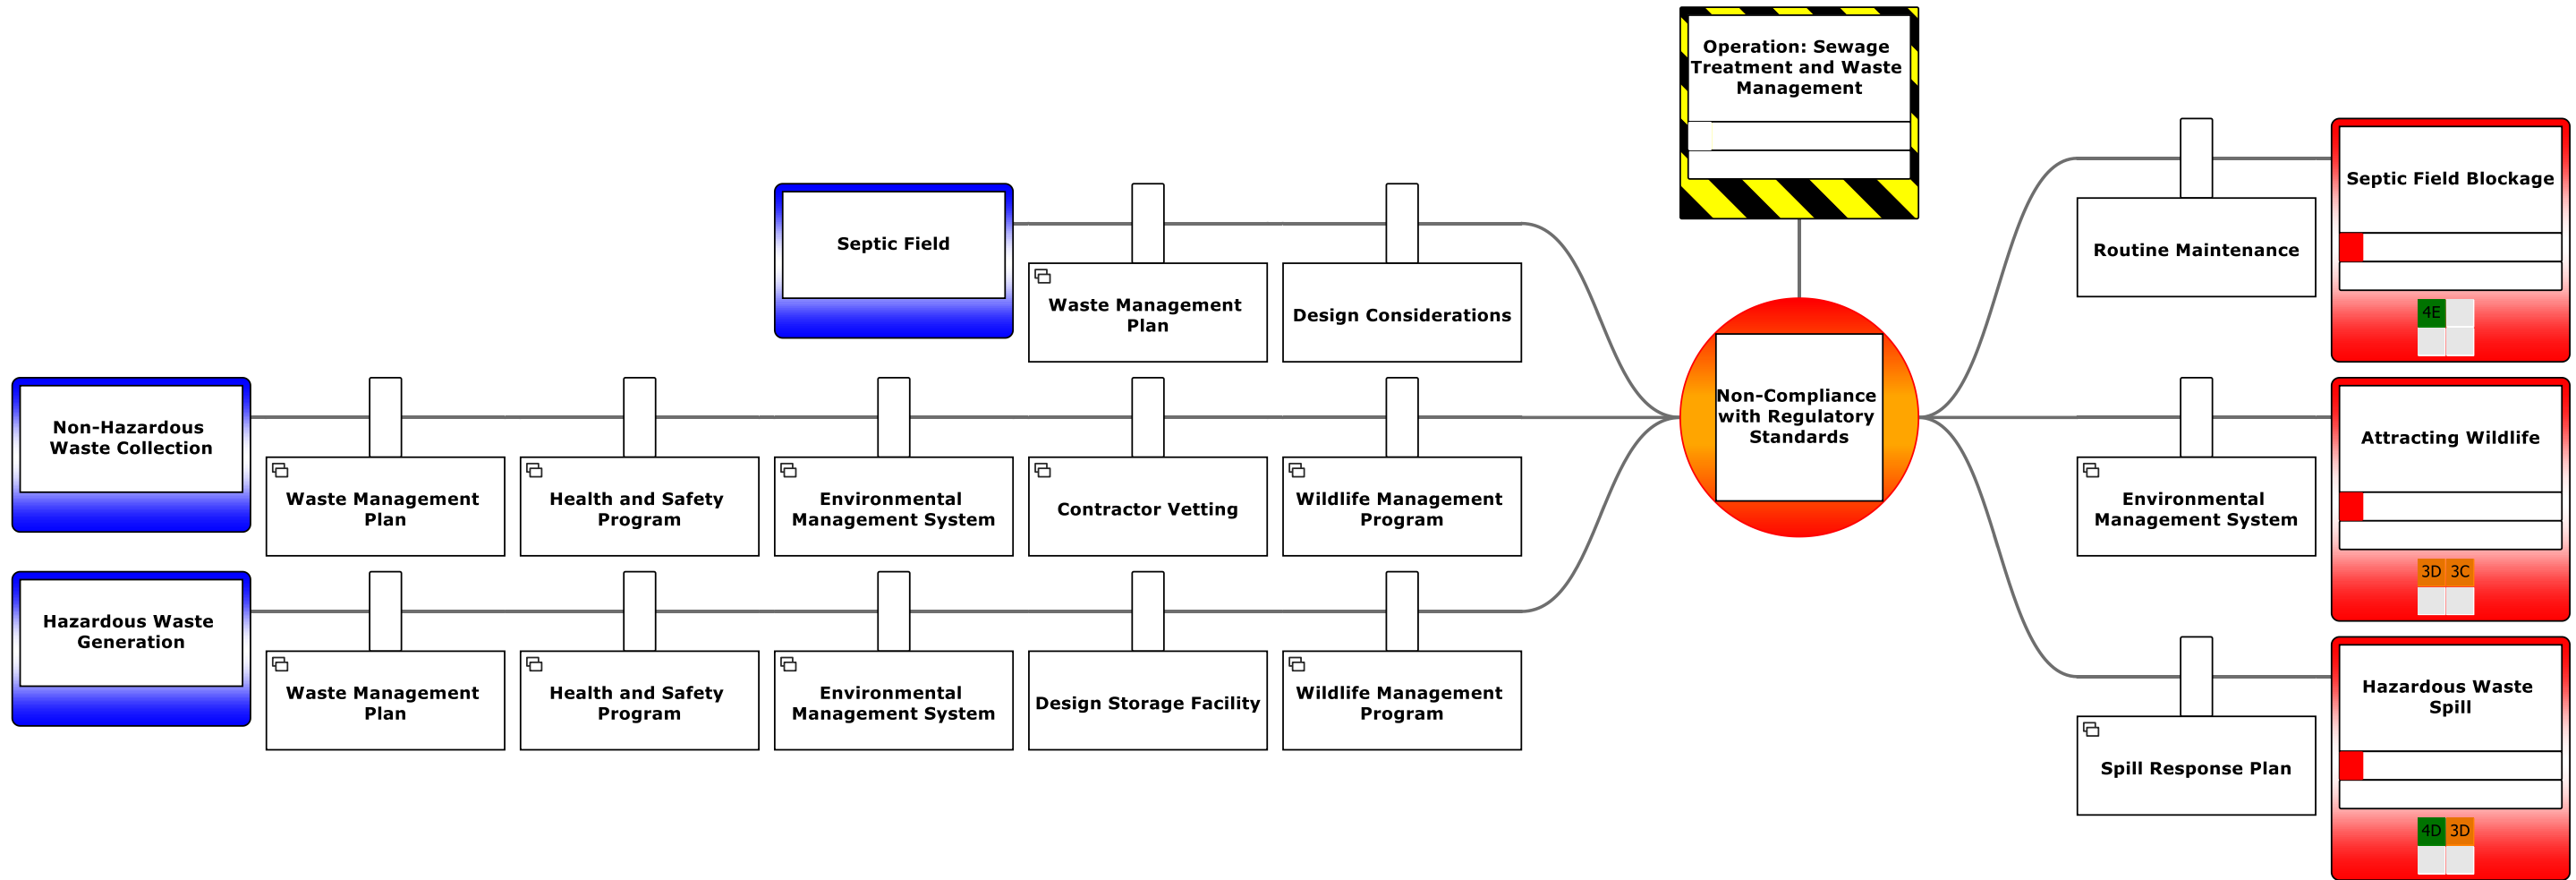 Operation: Sewage
Treatment and Waste
Management
Septic Field
Waste Management
Plan
Design Considerations
Non-Hazardous
Waste Collection
Waste Management
Plan
Health and Safety
Program
Environmental
Management System
Contractor Vetting
Wildlife Management
Program
Hazardous Waste
Generation
Waste Management
Plan
Health and Safety
Program
Environmental
Management System
Design Storage Facility
Wildlife Management
Program
Non-Compliance
with Regulatory
Standards
Routine Maintenance
Septic Field Blockage
4E
Environmental
Management System
Attracting Wildlife
3D 3C
Spill Response Plan
Hazardous Waste
Spill
4D 3D